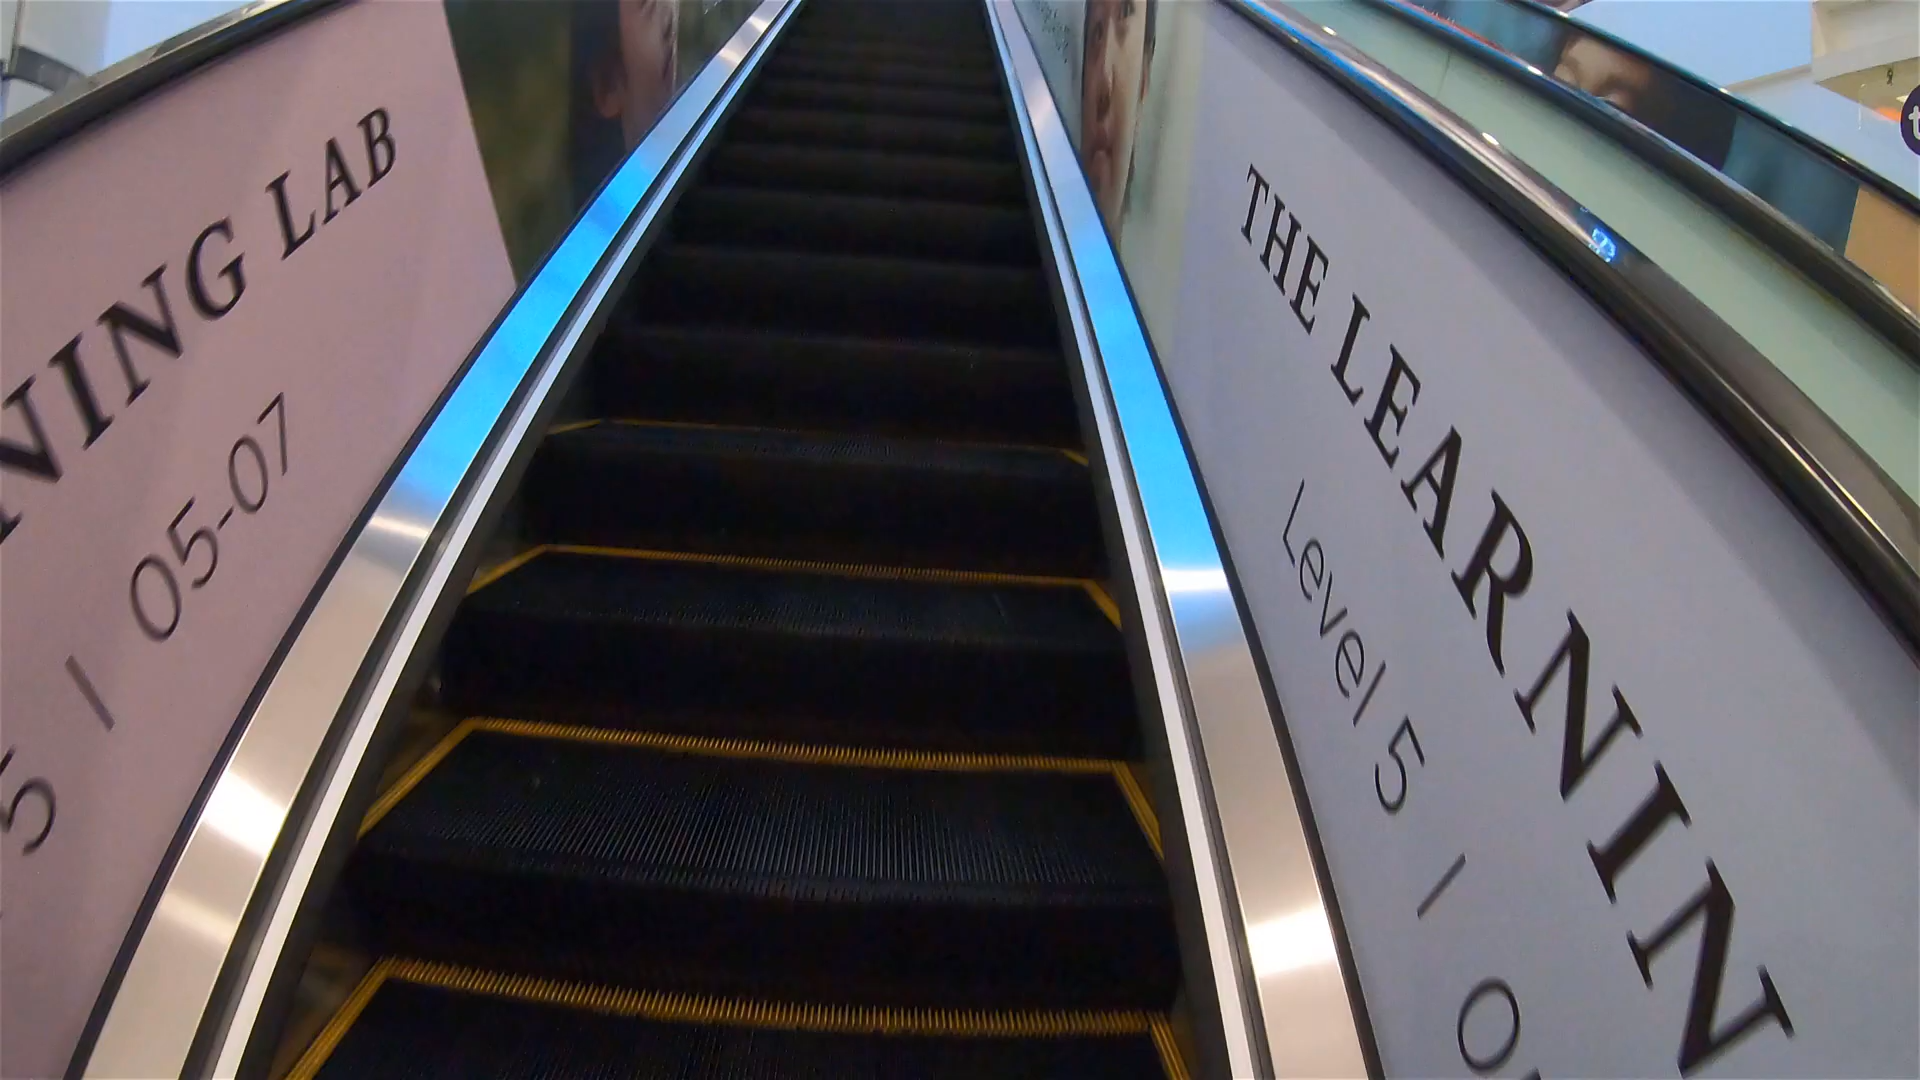 NING LAB
5 | 05-07
THE LEARNIN
Level 5 | 0